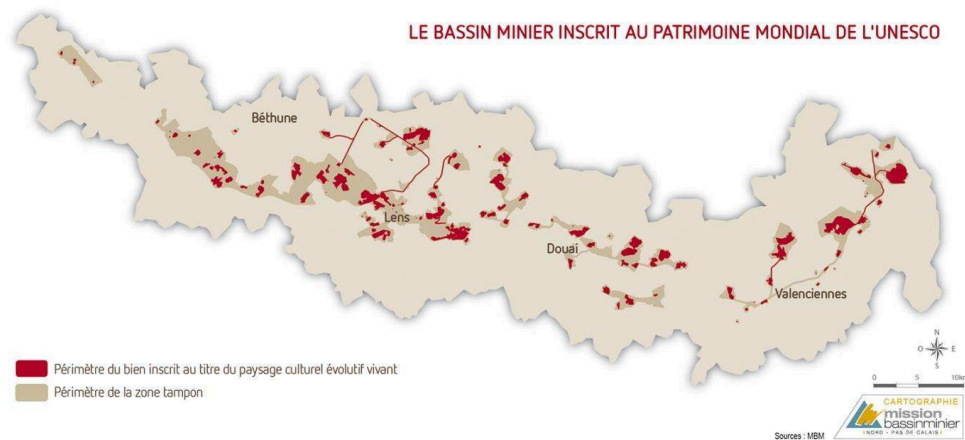 LE BASSIN MINIER INSCRIT AU PATRIMOINE MONDIAL DE L'UNESCO
Béthune
Lens
Douai
Valenciennes
Périmètre du bien inscrit au titre du paysage culturel évolutif vivant
Périmètre de la zone tampon
N
O E
S
0 5 10km
CARTOGRAPHIE
mission
bassinminier
NORD - PAS DE CALAIS
Sources : MBM